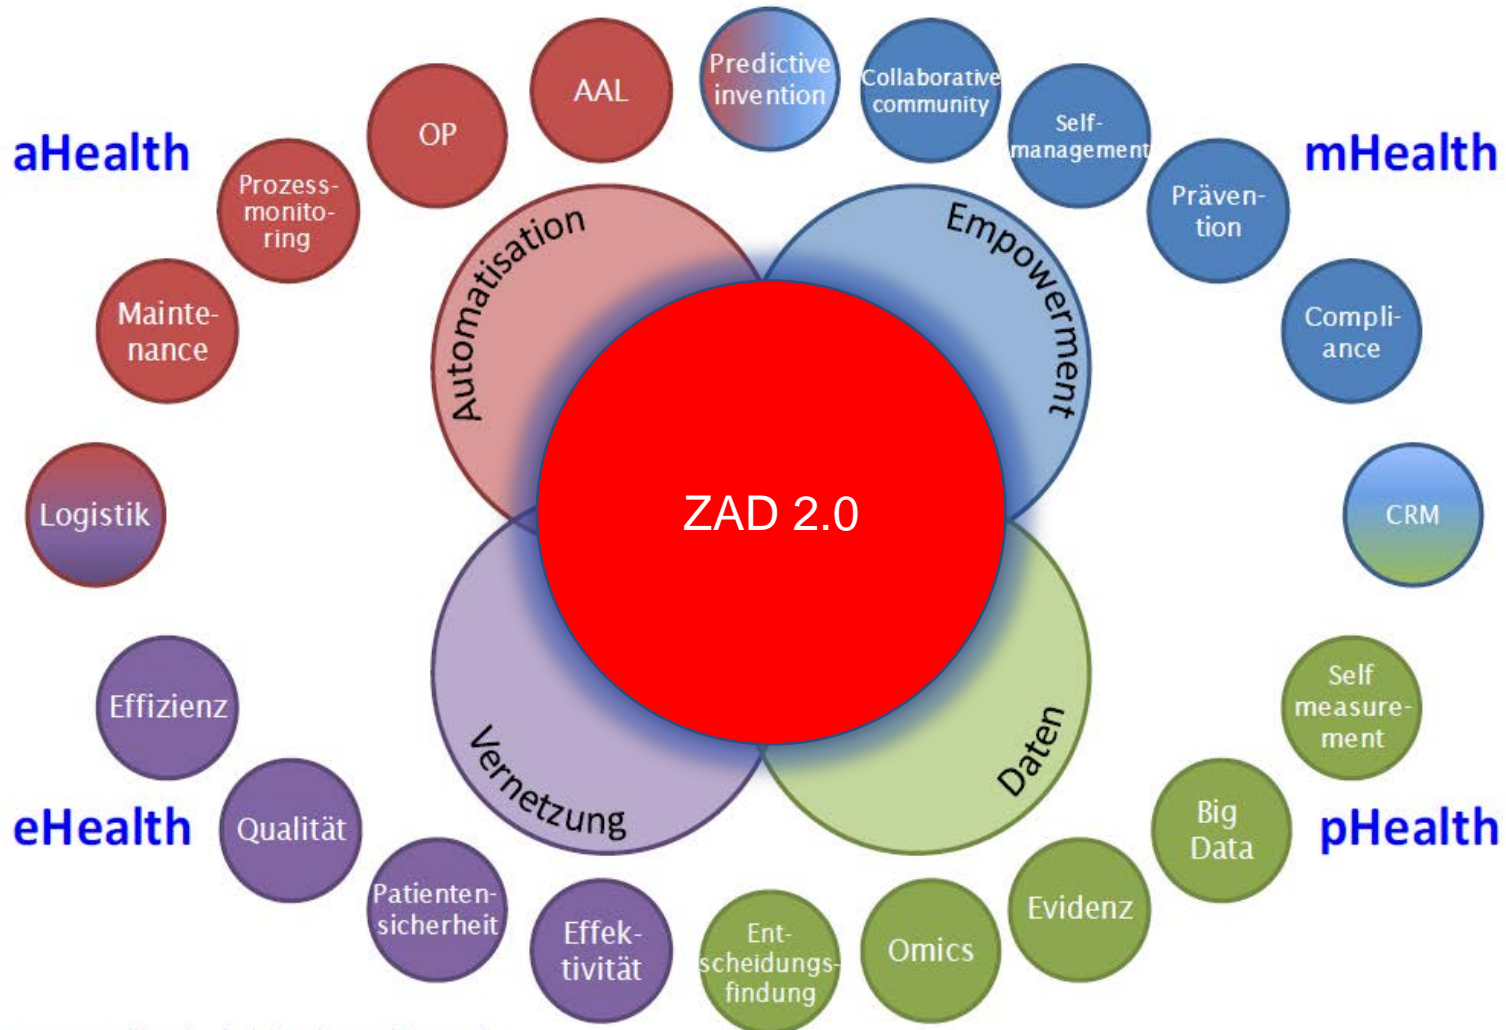 Predictive
invention
AAL
Collaborative
community
OP
Self-
management
aHealth
mHealth
Prozess-
monito-
ring
Präven-
tion
Automatisation
Empowerment
Mainte-
nance
Compli-
ance
Logistik
ZAD 2.0
CRM
Effizienz
Self
measure-
ment
Vernetzung
Daten
eHealth
Qualität
Big
Data
pHealth
Patienten-
sicherheit
Evidenz
Effek-
tivität
Ent-
scheidungs-
findung
Omics